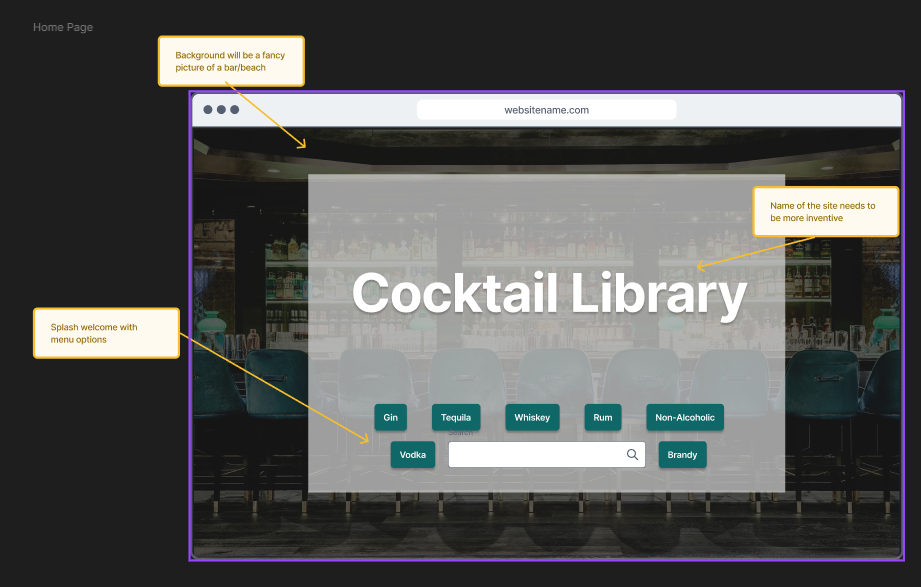 Home Page
Background will be a fancy
picture of a bar/beach
websitename.com
Name of the site needs to
be more inventive
Cocktail Library
Splash welcome with
menu options
Gin
Tequila
Whiskey
Rum
Non-Alcoholic
Search
Vodka
Brandy